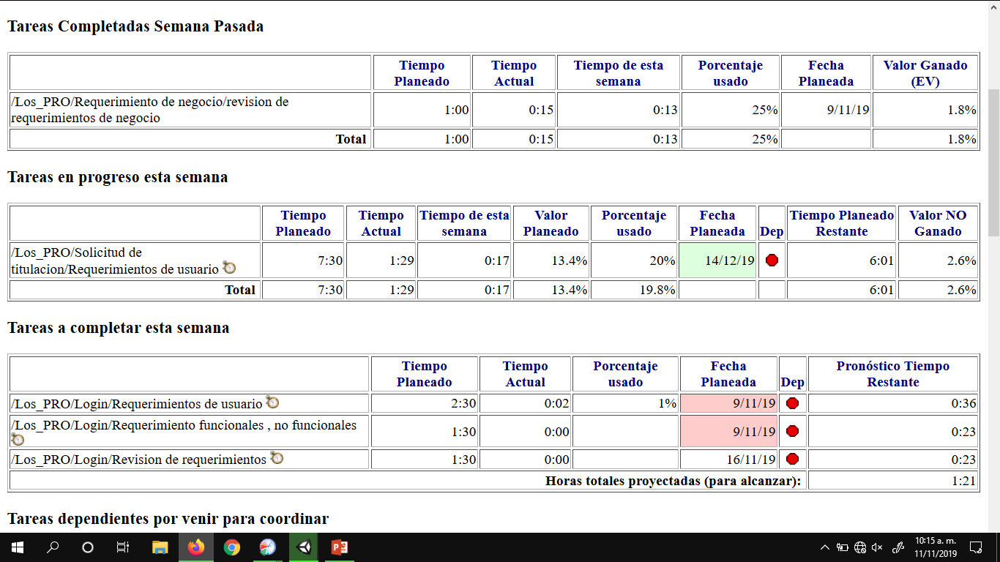 Tareas Completadas Semana Pasada
Tiempo Planeado Tiempo Actual Tiempo de esta semana Porcentaje usado Fecha Planeada Valor Ganado (EV)
/Los_PRO/Requerimiento de negocio/revision de requerimientos de negocio 1:00 0:15 0:13 25% 9/11/19 1.8%
Total 1:00 0:15 0:13 25% 1.8%
Tareas en progreso esta semana
Tiempo Planeado Tiempo Actual Tiempo de esta semana Valor Planeado Porcentaje usado Fecha Planeada Dep Tiempo Planeado Restante Valor NO Ganado
/Los_PRO/Solicitud de titulacion/Requerimientos de usuario 7:30 1:29 0:17 13.4% 20% 14/12/19 6:01 2.6%
Total 7:30 1:29 0:17 13.4% 19.8% 6:01 2.6%
Tareas a completar esta semana
Tiempo Planeado Tiempo Actual Porcentaje usado Fecha Planeada Dep Pronóstico Tiempo Restante
/Los_PRO/Login/Requerimientos de usuario 2:30 0:02 1% 9/11/19 0:36
/Los_PRO/Login/Requerimiento funcionales , no funcionales 1:30 0:00 9/11/19 0:23
/Los_PRO/Login/Revision de requerimientos 1:30 0:00 16/11/19 0:23
Horas totales proyectadas (para alcanzar): 1:21
Tareas dependientes por venir para coordinar
10:15 a. m.
11/11/2019